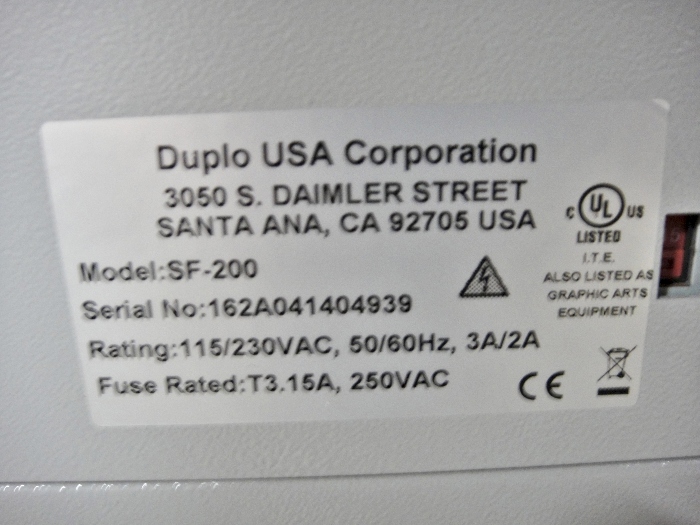 Duplo USA Corporation
3050 S. DAIMLER STREET
SANTA ANA, CA 92705 USA
Model:SF-200
Serial No:162A041404939
Rating:115/230VAC, 50/60Hz, 3A/2A
Fuse Rated:T3.15A, 250VAC
C UL US
LISTED
I.T.E.
ALSO LISTED AS
GRAPHIC ARTS
EQUIPMENT
CE